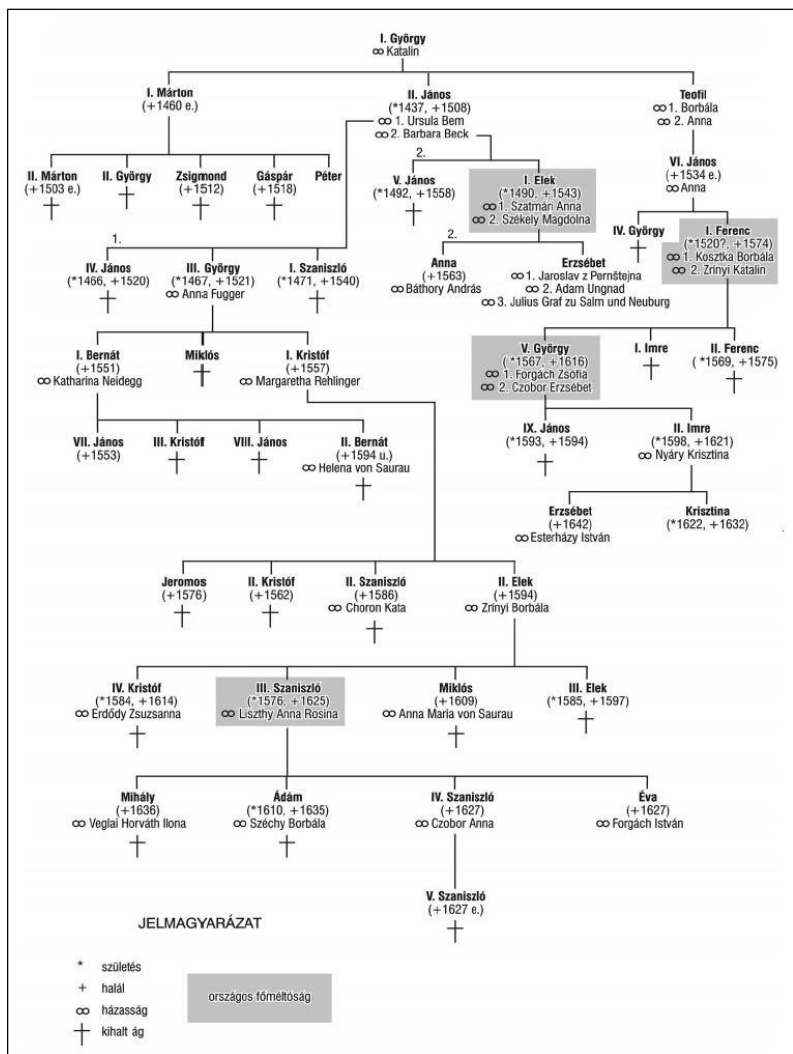 I. György
∞ Katalin
I. Márton
(+1460 e.)
II. János
(*1437, +1508)
∞ 1. Ursula Bem
∞ 2. Barbara Beck
Teofil
∞ 1. Borbála
∞ 2. Anna
II. Márton
(+1503 e.)
II. György
Zsigmond
(+1512)
Gáspár
(+1518)
Péter
2.
V. János
(*1492, +1558)
I. Elek
(*1490, +1543)
∞ 1. Szatmári Anna
∞ 2. Székely Magdolna
VI. János
(+1534 e.)
∞ Anna
IV. György
I. Ferenc
(*1520?, +1574)
∞ 1. Kosztka Borbála
∞ 2. Zrinyi Katalin
1.
IV. János
(*1466, +1520)
III. György
(*1467, +1521)
∞ Anna Fugger
I. Szaniszló
(*1471, +1540)
2.
Anna
(+1563)
∞ Báthory András
Erzsébet
∞ 1. Jaroslav z Pernštejna
∞ 2. Adam Ungnad
∞ 3. Julius Graf zu Salm und Neuburg
I. Bernát
(+1551)
∞ Katharina Neidegg
Miklós
I. Kristóf
(+1557)
∞ Margaretha Rehlinger
V. György
(*1567, +1616)
∞ 1. Forgách Zsófia
∞ 2. Czobor Erzsébet
I. Imre
II. Ferenc
(*1569, +1575)
VII. János
(+1553)
III. Kristóf
VIII. János
II. Bernát
(+1594 u.)
∞ Helena von Saurau
IX. János
(*1593, +1594)
II. Imre
(*1598, +1621)
∞ Nyáry Krisztina
Erzsébet
(+1642)
∞ Esterházy István
Krisztina
(*1622, +1632)
Jeromos
(+1576)
II. Kristóf
(+1562)
II. Szaniszló
(+1586)
∞ Choron Kata
II. Elek
(+1594)
∞ Zrínyi Borbála
IV. Kristóf
(*1584, +1614)
∞ Erdődy Zsuzsanna
III. Szaniszló
(*1576, +1625)
∞ Liszthy Anna Rosina
Miklós
(+1609)
∞ Anna Maria von Saurau
III. Elek
(*1585, +1597)
Mihály
(+1636)
∞ Veglai Horváth Ilona
Ádám
(*1610, +1635)
∞ Széchy Borbála
IV. Szaniszló
(+1627)
∞ Czobor Anna
Éva
(+1627)
∞ Forgách István
V. Szaniszló
(+1627 e.)
JELMAGYARÁZAT
* születés
+ halál
∞ házasság
† kihalt ág
országos főméltóság